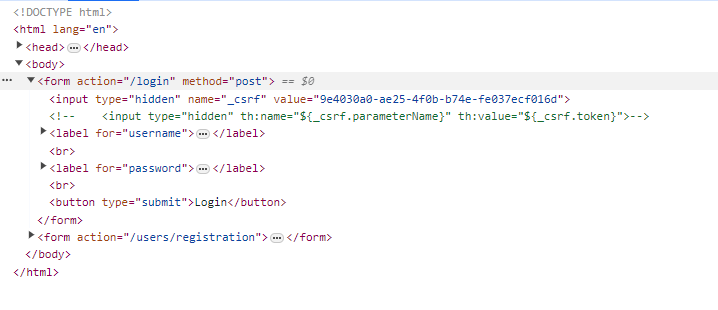 <!DOCTYPE html>
<html lang="en">
<head>…</head>
<body>
… <form action="/login" method="post"> == $0
<input type="hidden" name="_csrf" value="9e4030a0-ae25-4f0b-b74e-fe037ecf016d">
<!--    <input type="hidden" th:name="${_csrf.parameterName}" th:value="${_csrf.token}">-->
<label for="username">…</label>
<br>
<label for="password">…</label>
<br>
<button type="submit">Login</button>
</form>
<form action="/users/registration">…</form>
</body>
</html>